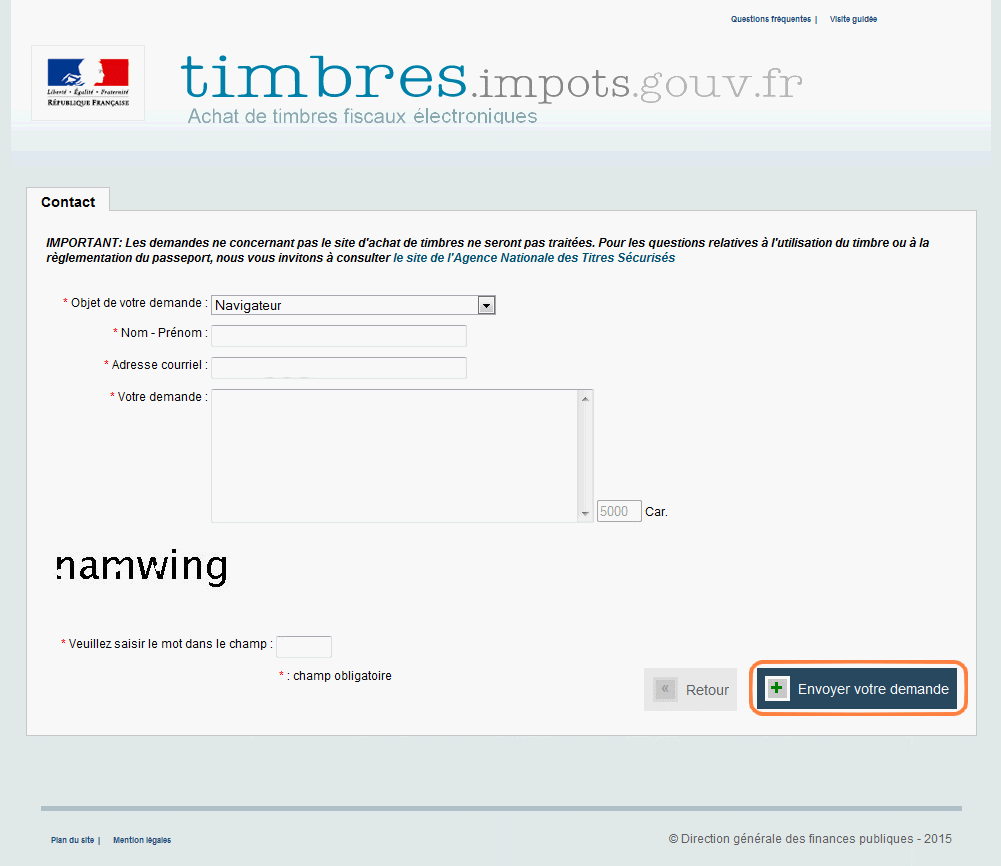 Questions fréquentes | Visite guidée
Liberté • Égalité • Fraternité
RÉPUBLIQUE FRANÇAISE
timbres.impots.gouv.fr
Achat de timbres fiscaux électroniques
Contact
IMPORTANT: Les demandes ne concernant pas le site d'achat de timbres ne seront pas traitées. Pour les questions relatives à l'utilisation du timbre ou à la
règlementation du passeport, nous vous invitons à consulter le site de l'Agence Nationale des Titres Sécurisés
* Objet de votre demande : Navigateur
* Nom - Prénom :
* Adresse courriel :
* Votre demande :
5000 Car.
namwing
* Veuillez saisir le mot dans le champ :
* : champ obligatoire
« Retour
Envoyer votre demande
Plan du site | Mention légales
© Direction générale des finances publiques - 2015